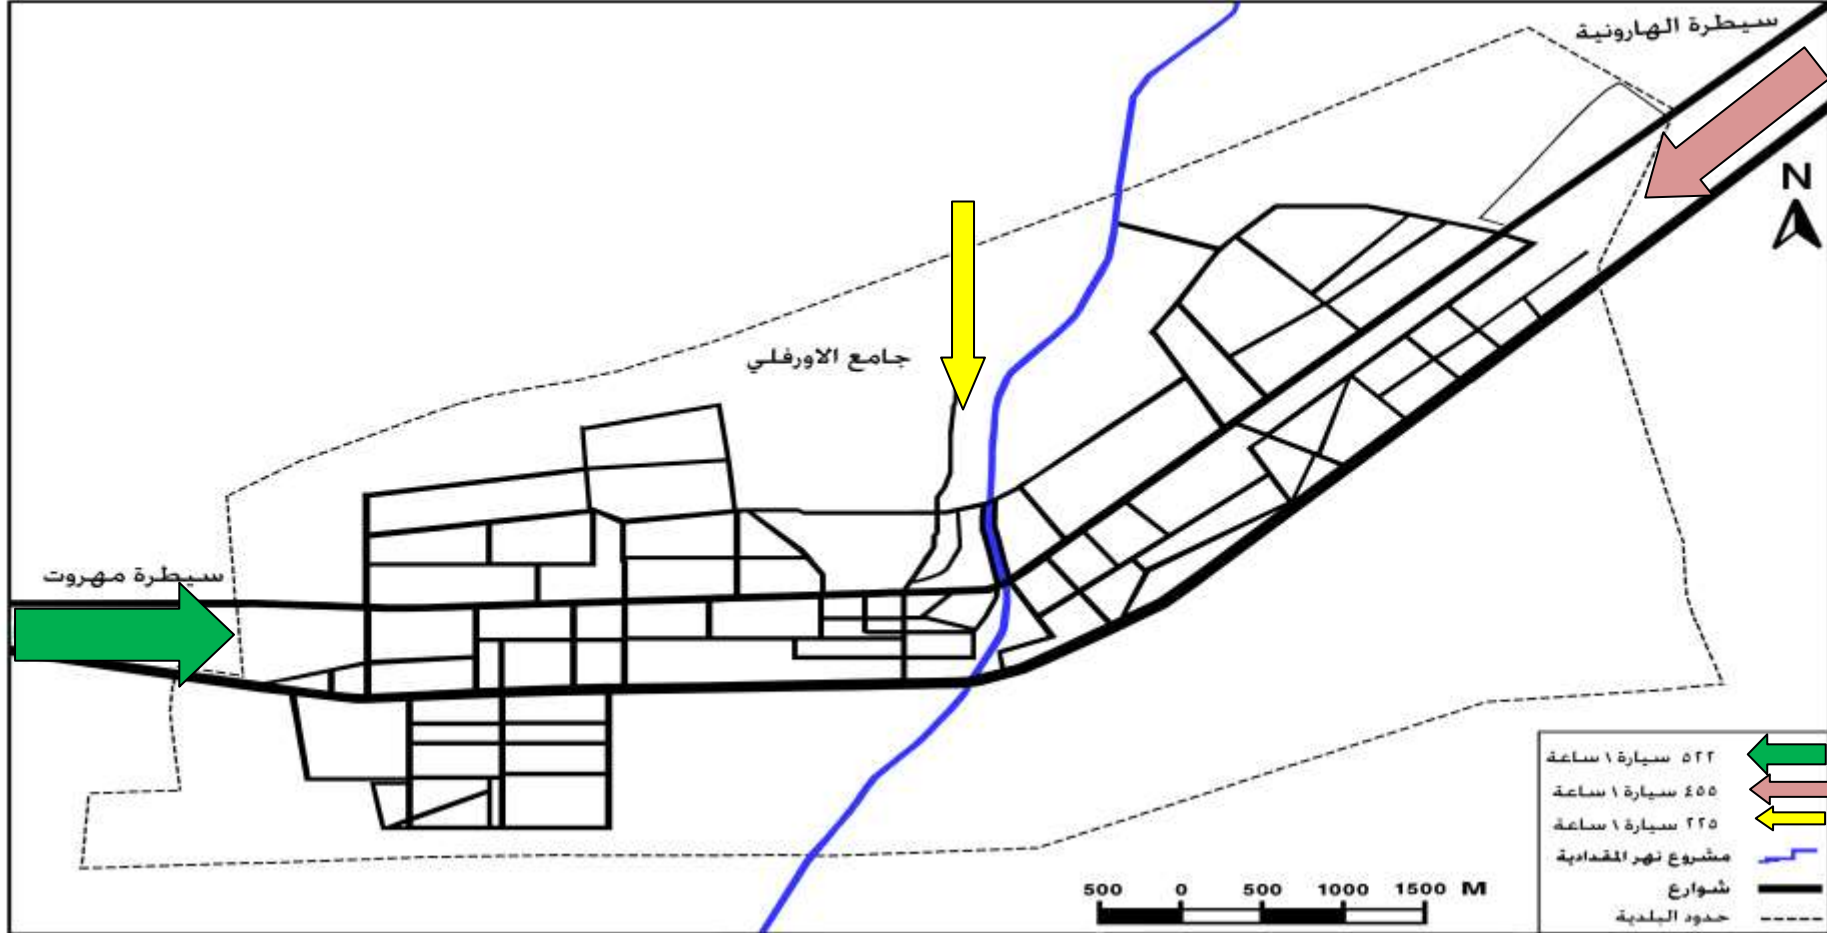 سيطرة الهارونية
N
جامع الاورفلي
سيطرة مهروت
٥٢٢ سيارة ١ ساعة
٤٥٥ سيارة ١ ساعة
٢٢٥ سيارة ١ ساعة
مشروع نهر المقدادية
شوارع
حدود البلدية
500 0 500 1000 1500 M